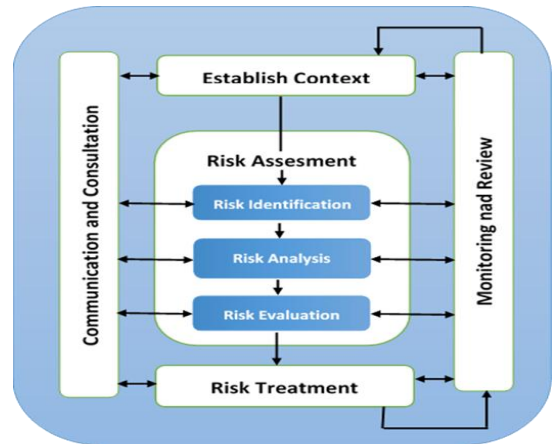 Establish Context
Communication and Consultation
Risk Assesment
Risk Identification
Risk Analysis
Risk Evaluation
Risk Treatment
Monitoring nad Review